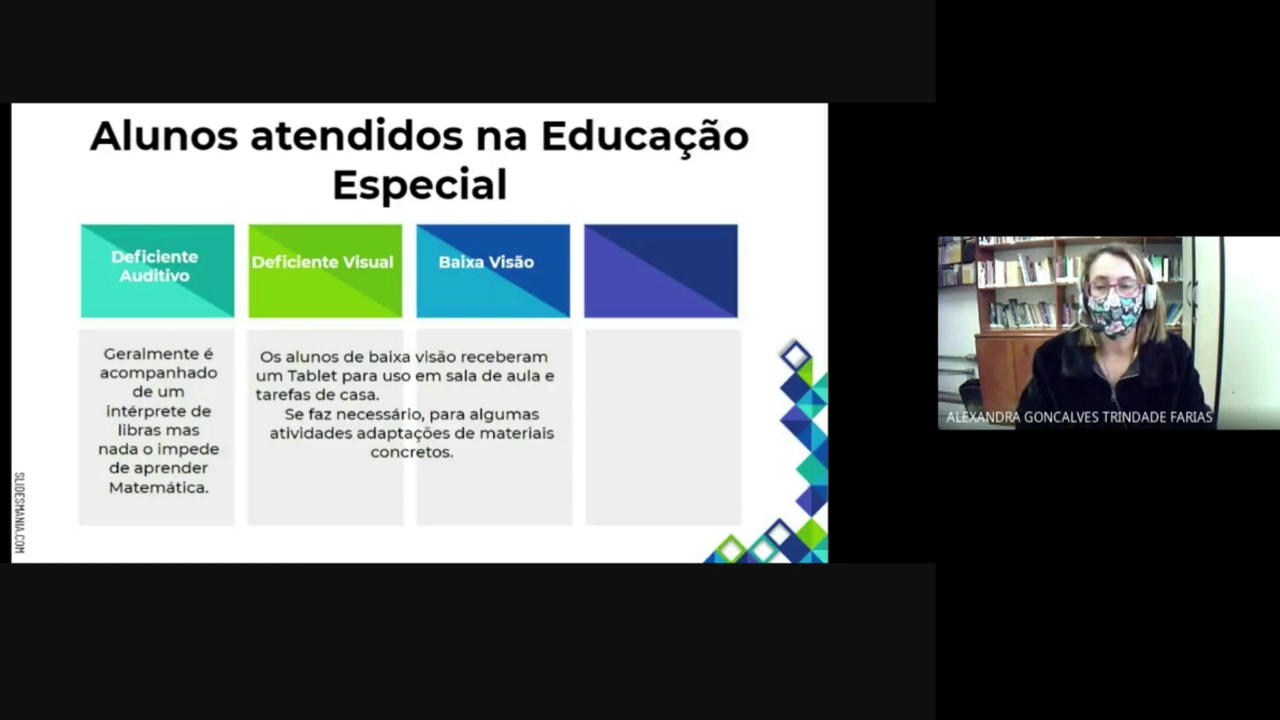 Alunos atendidos na Educação
Especial
Deficiente
Auditivo
Deficiente Visual
Baixa Visão
Geralmente é
acompanhado
de um
intérprete de
libras mas
nada o impede
de aprender
Matemática.
Os alunos de baixa visão receberam
um Tablet para uso em sala de aula e
tarefas de casa.
Se faz necessário, para algumas
atividades adaptações de materiais
concretos.
SLIDESMANIA.COM
ALEXANDRA GONCALVES TRINDADE FARIAS